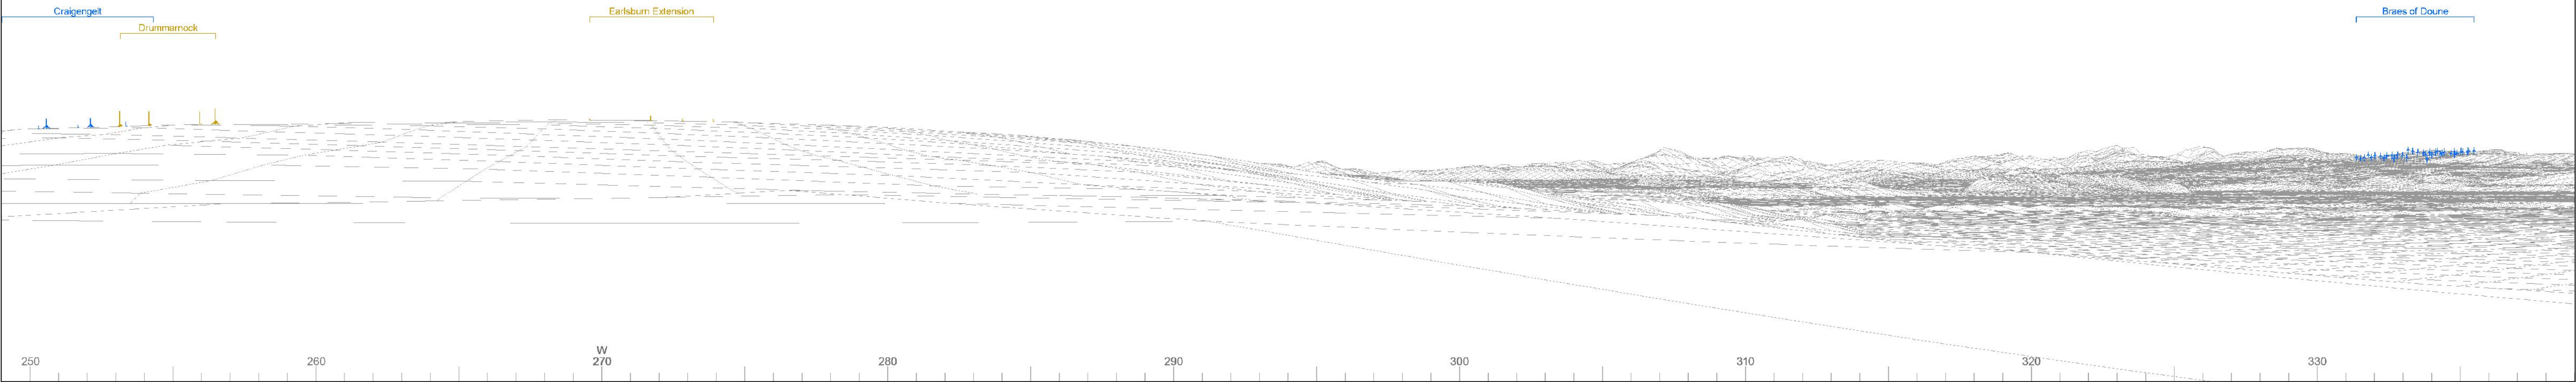 Craigengelt
Earlsburn Extension
Braes of Doune
Drummarnock
W
250 260 270 280 290 300 310 320 330